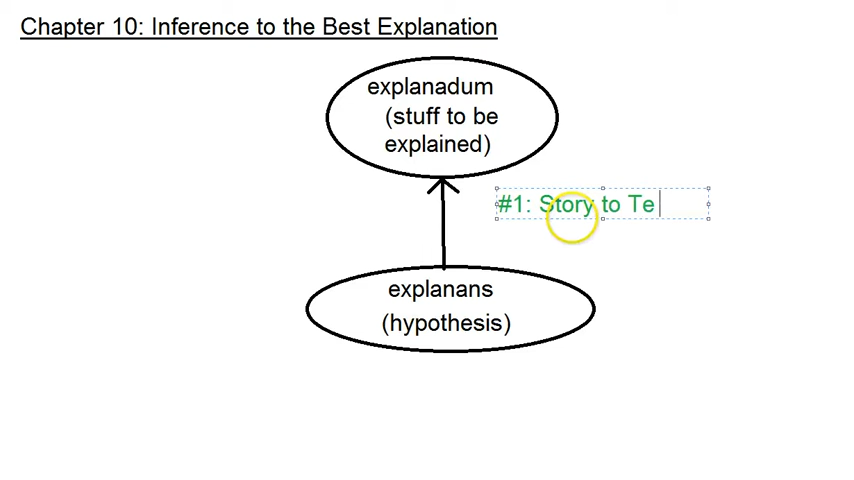 Chapter 10: Inference to the Best Explanation
explanadum
(stuff to be
explained)
#1: Story to Te
explanans
(hypothesis)